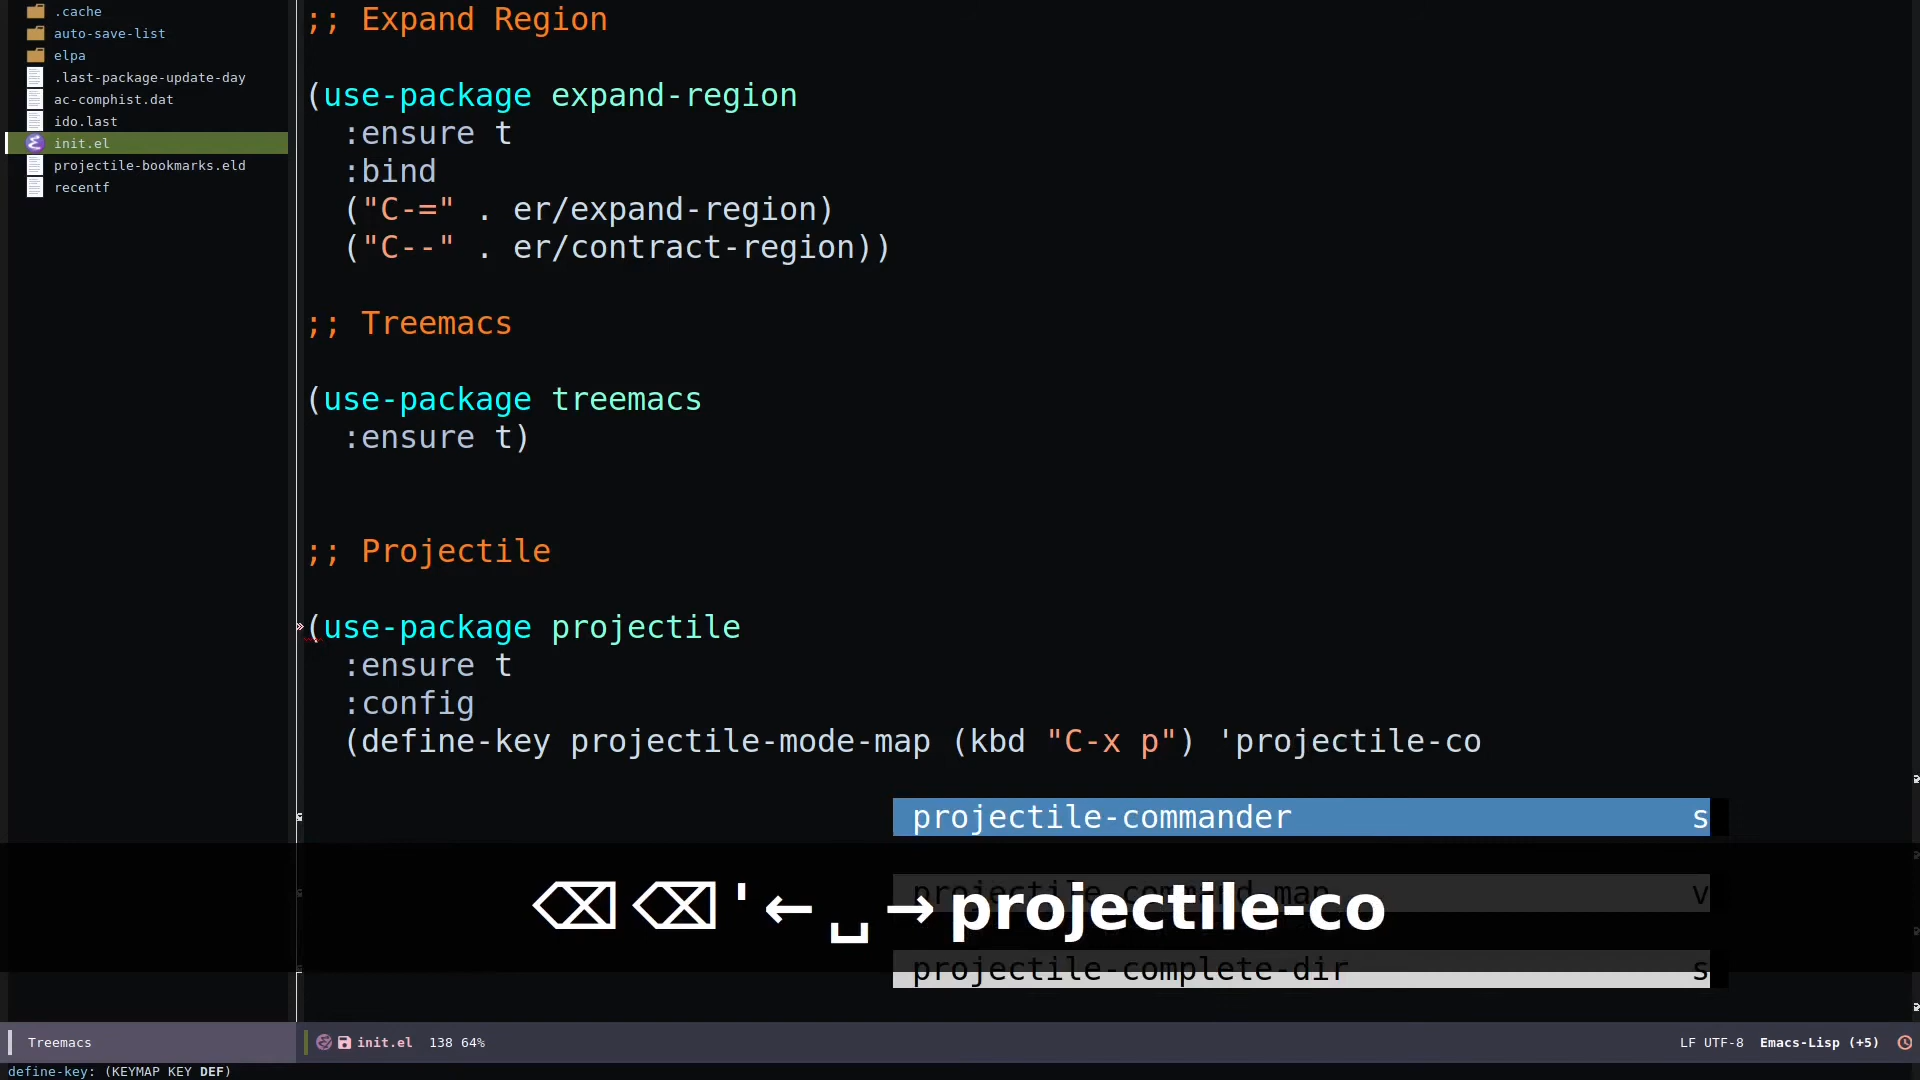 .cache
auto-save-list
elpa
.last-package-update-day
ac-comphist.dat
ido.last
init.el
projectile-bookmarks.eld
recentf
;; Expand Region
(use-package expand-region
:ensure t
:bind
("C-=" . er/expand-region)
("C--" . er/contract-region))
;; Treemacs
(use-package treemacs
:ensure t)
;; Projectile
(use-package projectile
:ensure t
:config
(define-key projectile-mode-map (kbd "C-x p") 'projectile-co
projectile-commander s
projectile-command-map v
⌫⌫'←␣→projectile-co
projectile-complete-dir s
Treemacs
init.el 138 64%
LF UTF-8 Emacs-Lisp (+5)
define-key: (KEYMAP KEY DEF)